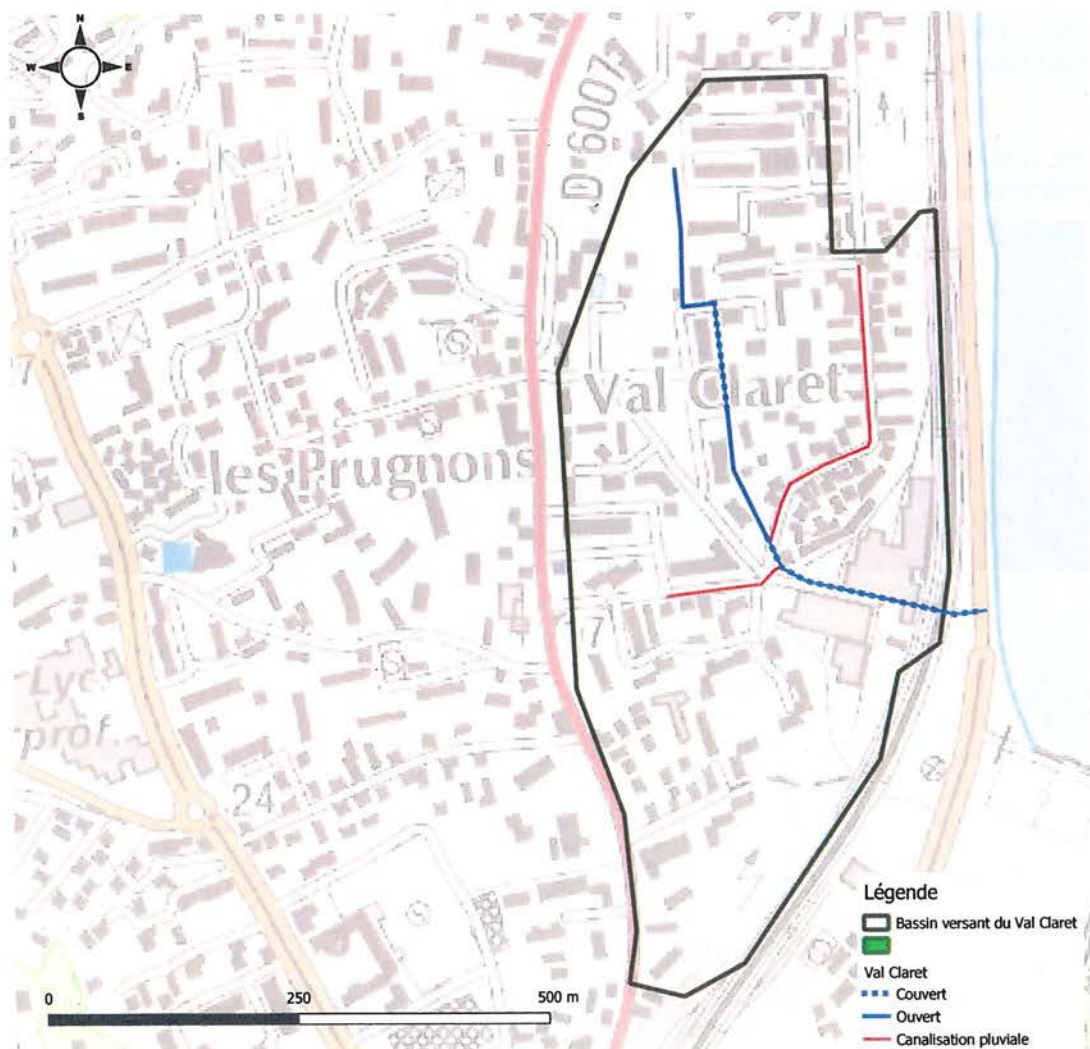 N
W E
S
D 6007
Val Claret
les Prugnons
7
17
Lyc
prof.
24
0 250 500 m
Légende
Bassin versant du Val Claret
Val Claret
Couvert
Ouvert
Canalisation pluviale